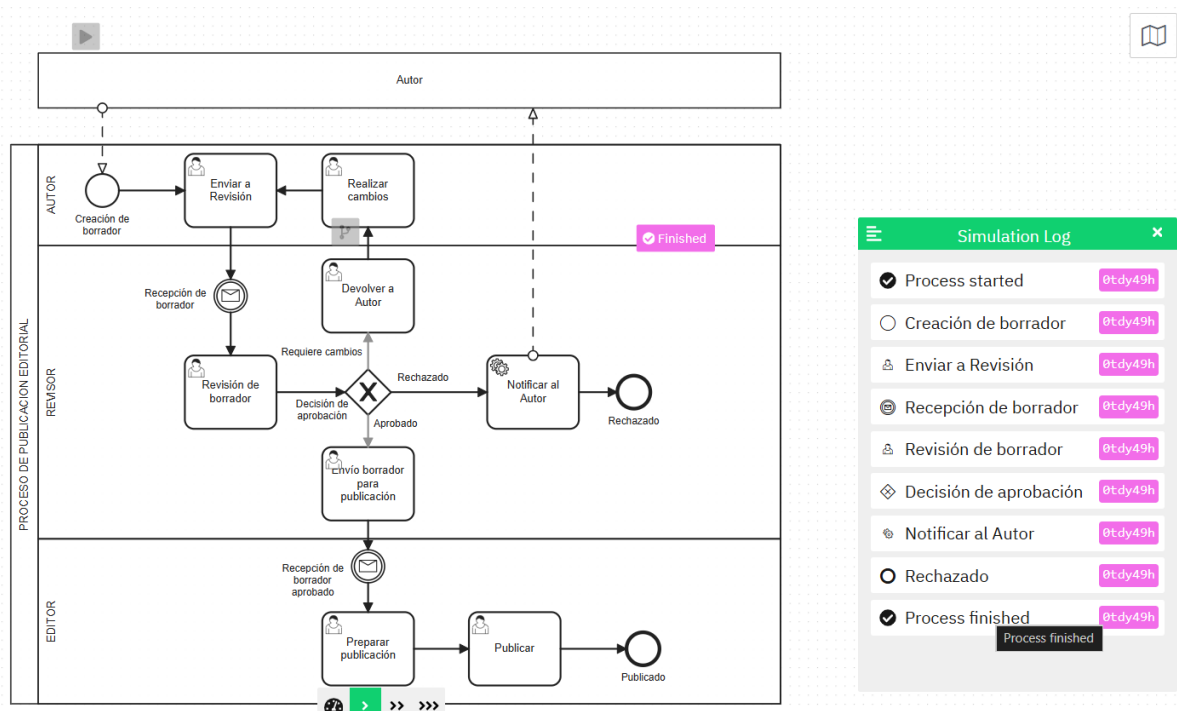 Autor
PROCESO DE PUBLICACION EDITORIAL
AUTOR
Creación de
borrador
Enviar a
Revisión
Realizar
cambios
Finished
REVISOR
Recepción de
borrador
Devolver a
Autor
Requiere cambios
Revisión de
borrador
Decisión de
aprobación
Rechazado
Aprobado
Notificar al
Autor
Rechazado
Envío borrador
para
publicación
EDITOR
Recepción de
borrador
aprobado
Preparar
publicación
Publicar
Publicado
Simulation Log
Process started 0tdy49h
Creación de borrador 0tdy49h
Enviar a Revisión 0tdy49h
Recepción de borrador 0tdy49h
Revisión de borrador 0tdy49h
Decisión de aprobación 0tdy49h
Notificar al Autor 0tdy49h
Rechazado 0tdy49h
Process finished 0tdy49h
Process finished